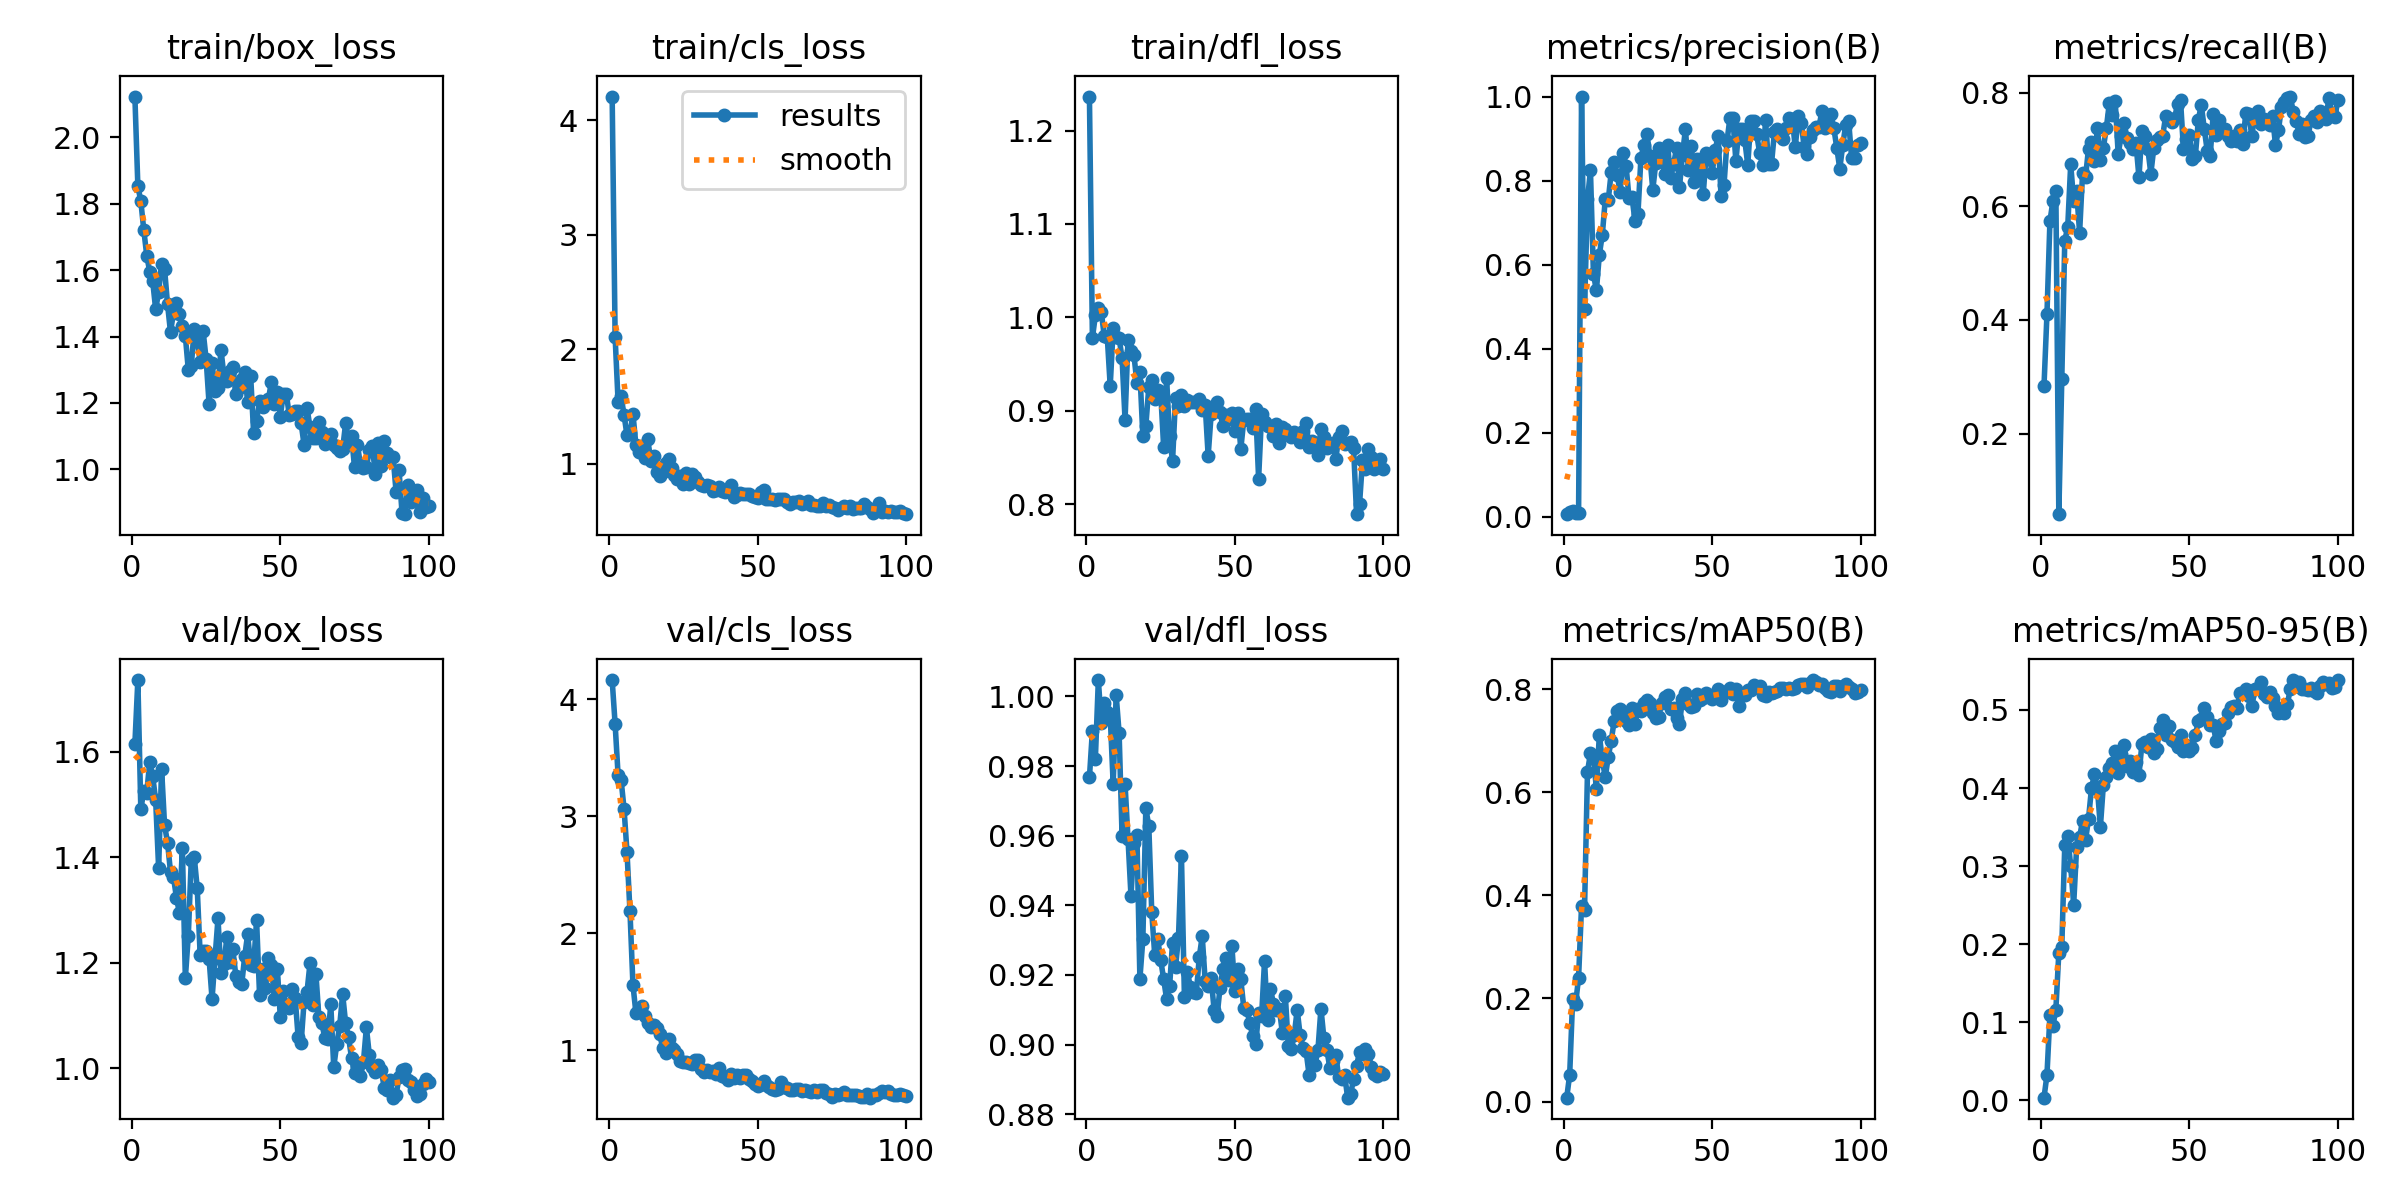 train/box_loss
2.0
1.8
1.6
1.4
1.2
1.0
0 50 100
train/cls_loss
results
smooth
4
3
2
1
0 50 100
train/dfl_loss
1.2
1.1
1.0
0.9
0.8
0 50 100
metrics/precision(B)
1.0
0.8
0.6
0.4
0.2
0.0
0 50 100
metrics/recall(B)
0.8
0.6
0.4
0.2
0 50 100
val/box_loss
1.6
1.4
1.2
1.0
0 50 100
val/cls_loss
4
3
2
1
0 50 100
val/dfl_loss
1.00
0.98
0.96
0.94
0.92
0.90
0.88
0 50 100
metrics/mAP50(B)
0.8
0.6
0.4
0.2
0.0
0 50 100
metrics/mAP50-95(B)
0.5
0.4
0.3
0.2
0.1
0.0
0 50 100